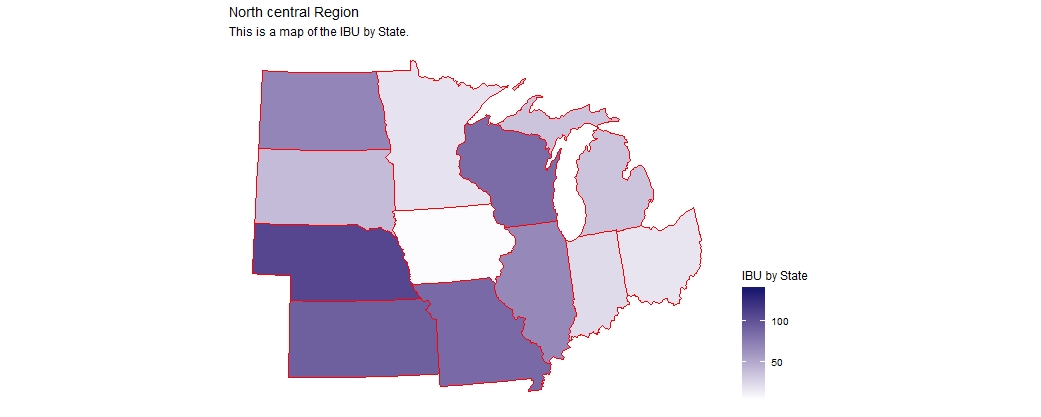 North central Region
This is a map of the IBU by State.
IBU by State
100
50